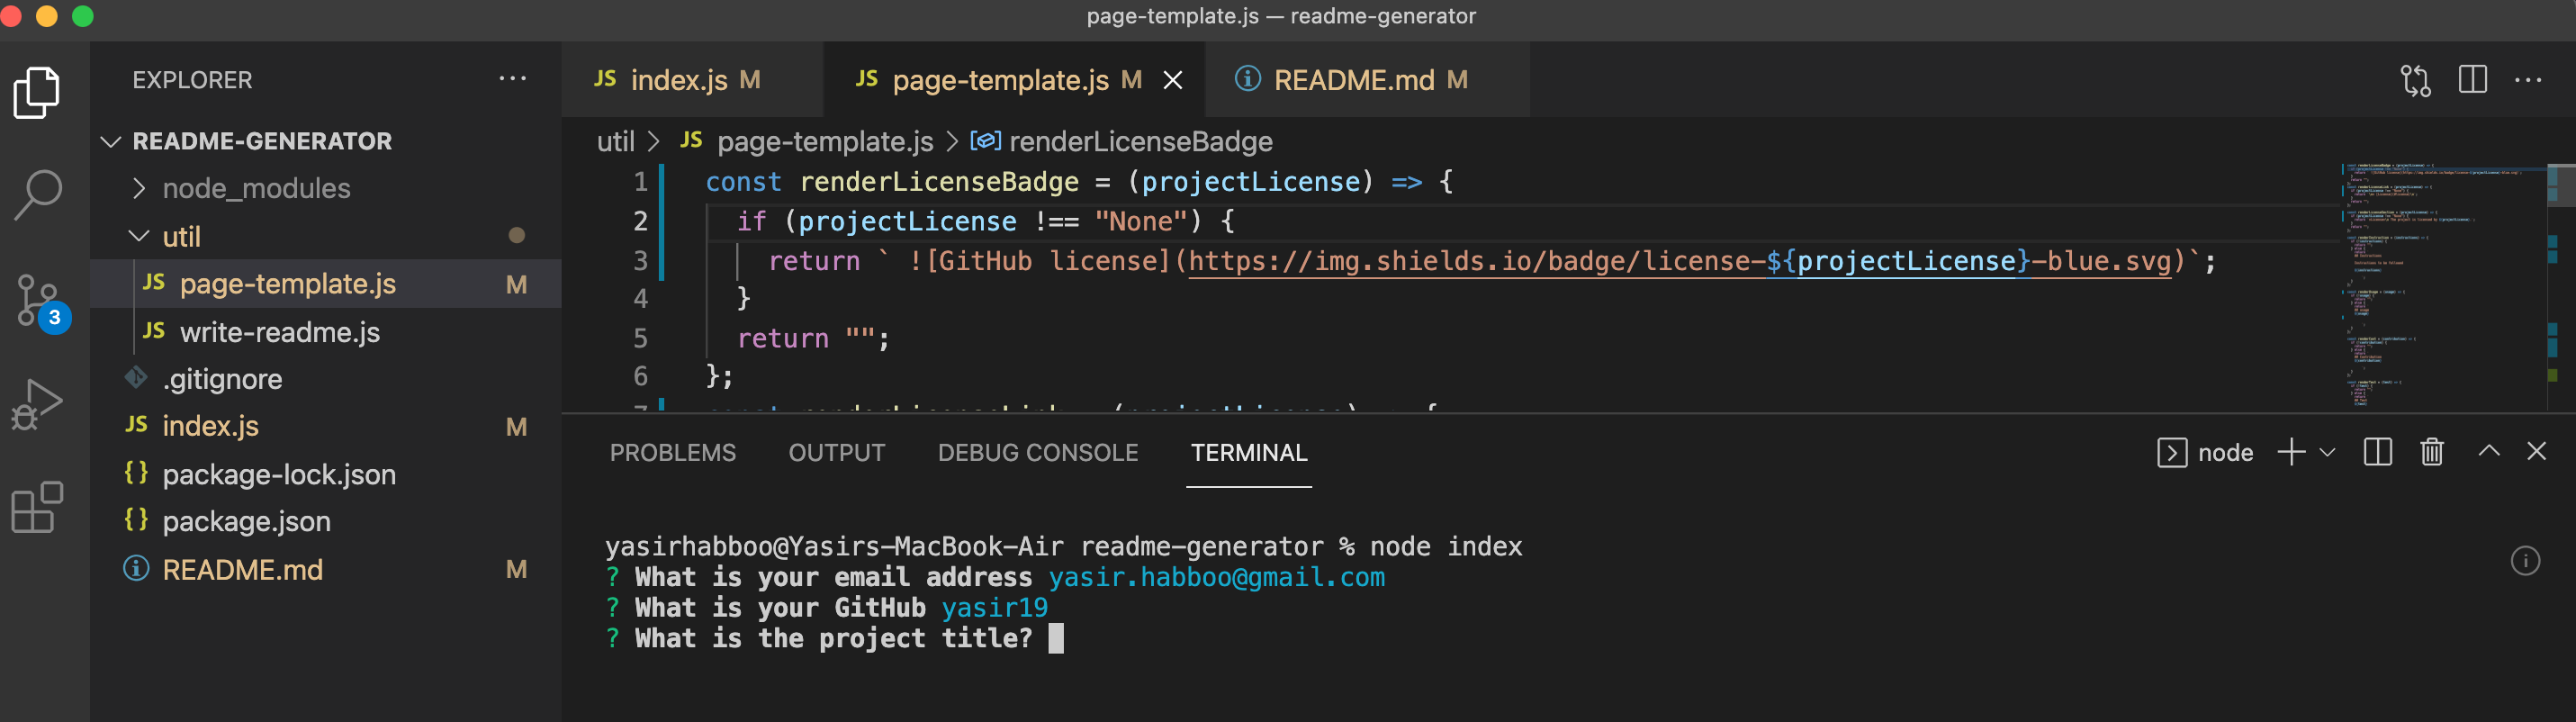 page-template.js — readme-generator
EXPLORER
README-GENERATOR
node_modules
util
JS page-template.js M
JS write-readme.js
.gitignore
JS index.js M
{} package-lock.json
{} package.json
README.md M
3
JS index.js M
JS page-template.js M
README.md M
util > JS page-template.js > renderLicenseBadge
1 const renderLicenseBadge = (projectLicense) => {
2 if (projectLicense !== "None") {
3 return ` ![GitHub license](https://img.shields.io/badge/license-${projectLicense}-blue.svg)`;
4 }
5 return "";
6 };
PROBLEMS OUTPUT DEBUG CONSOLE TERMINAL
node
yasirhabboo@Yasirs-MacBook-Air readme-generator % node index
? What is your email address yasir.habboo@gmail.com
? What is your GitHub yasir19
? What is the project title?